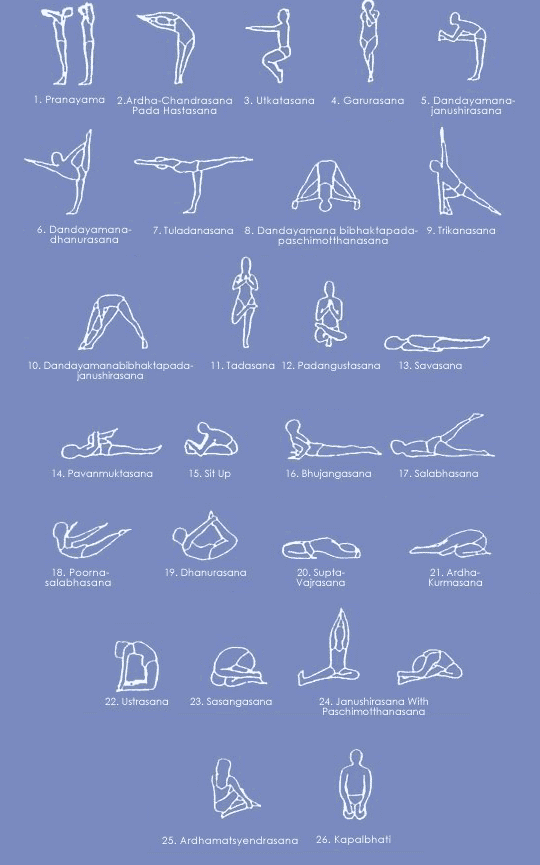 1. Pranayama
2.Ardha-Chandrasana
Pada Hastasana
3. Utkatasana
4. Garurasana
5. Dandayamana-
janushirasana
6. Dandayamana-
dhanurasana
7. Tuladanasana
8. Dandayamana bibhaktapada-
paschimotthanasana
9. Trikanasana
10. Dandayamanabibhaktapada-
janushirasana
11. Tadasana
12. Padangustasana
13. Savasana
14. Pavanmuktasana
15. Sit Up
16. Bhujangasana
17. Salabhasana
18. Poorna-
salabhasana
19. Dhanurasana
20. Supta-
Vajrasana
21. Ardha-
Kurmasana
22. Ustrasana
23. Sasangasana
24. Janushirasana With
Paschimotthanasana
25. Ardhamatsyendrasana
26. Kapalbhati